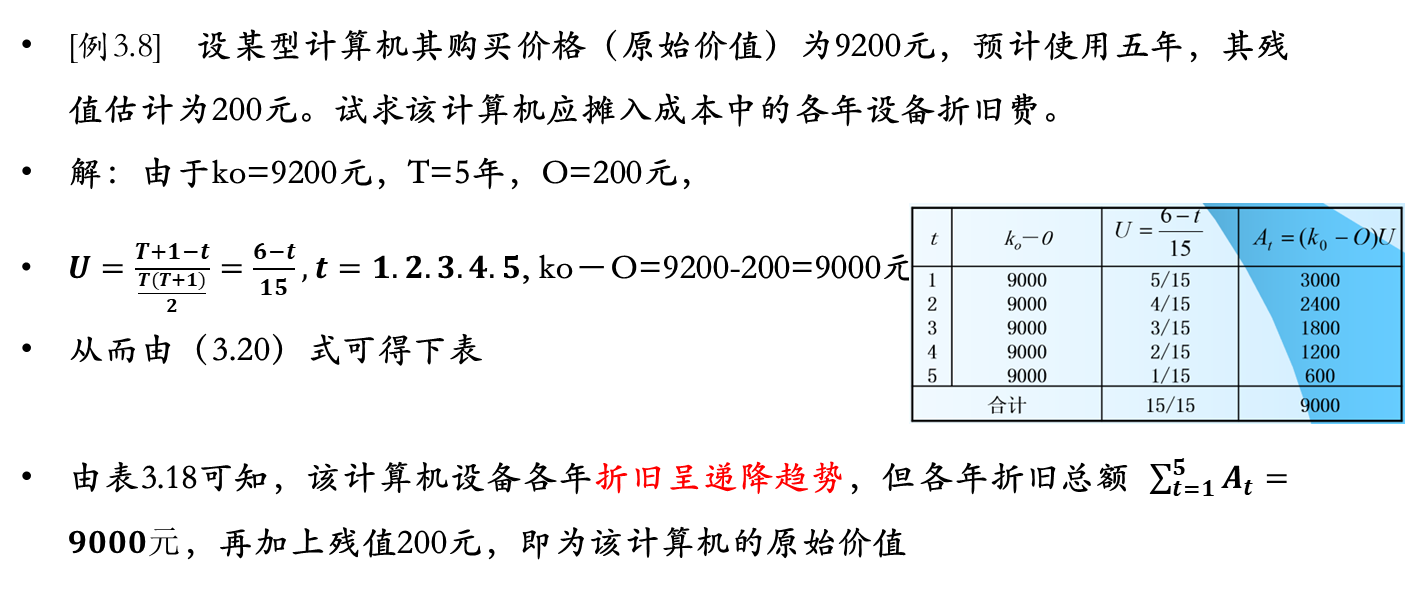 • [例3.8] 设某型计算机其购买价格（原始价值）为9200元，预计使用五年，其残
值估计为200元。试求该计算机应摊入成本中的各年设备折旧费。
• 解：由于ko=9200元，T=5年，O=200元，
• U = \frac{T+1-t}{\frac{T(T+1)}{2}} = \frac{6-t}{15}, t = 1.2.3.4.5, ko－O=9200-200=9000元
t k_o－0 U = \frac{6-t}{15} A_t = (k_0 - O)U
1 9000 5/15 3000
2 9000 4/15 2400
3 9000 3/15 1800
4 9000 2/15 1200
5 9000 1/15 600
合计 15/15 9000
• 从而由（3.20）式可得下表
• 由表3.18可知，该计算机设备各年折旧呈递降趋势，但各年折旧总额 \sum_{t=1}^{5} A_t =
9000元，再加上残值200元，即为该计算机的原始价值